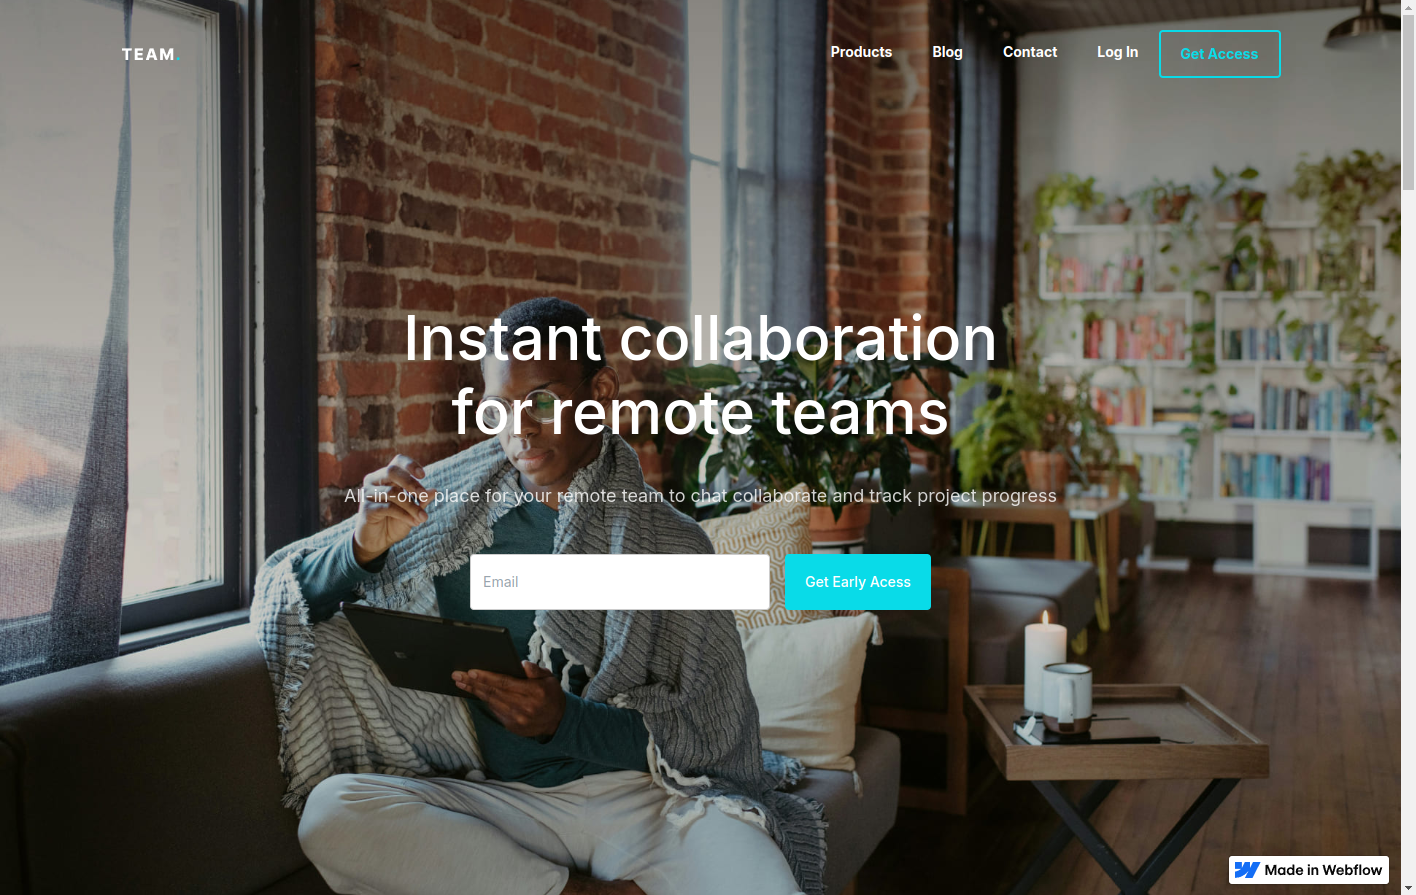 TEAM.
Products Blog Contact Log In Get Access
Instant collaboration
for remote teams
All-in-one place for your remote team to chat collaborate and track project progress
Email Get Early Acess
Made in Webflow